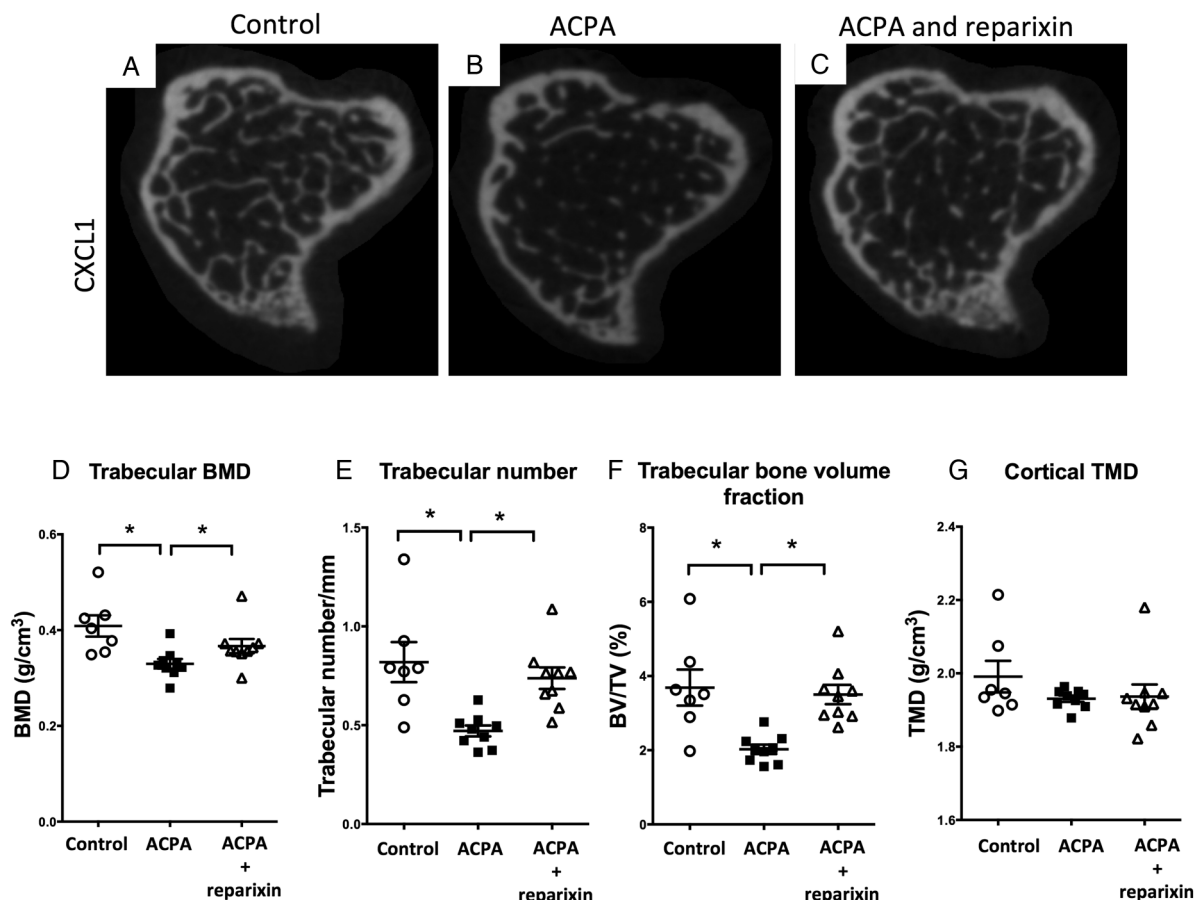 Control
ACPA
ACPA and reparixin
A
B
C
CXCL1
D Trabecular BMD
BMD (g/cm³)
0.6
0.4
0.2
0.0
*
*
Control
ACPA
ACPA
+
reparixin
E Trabecular number
Trabecular number/mm
1.5
1.0
0.5
0.0
*
*
Control
ACPA
ACPA
+
reparixin
F Trabecular bone volume
fraction
BV/TV (%)
8
6
4
2
0
*
*
Control
ACPA
ACPA
+
reparixin
G Cortical TMD
TMD (g/cm³)
2.4
2.2
2.0
1.8
1.6
Control
ACPA
ACPA
+
reparixin